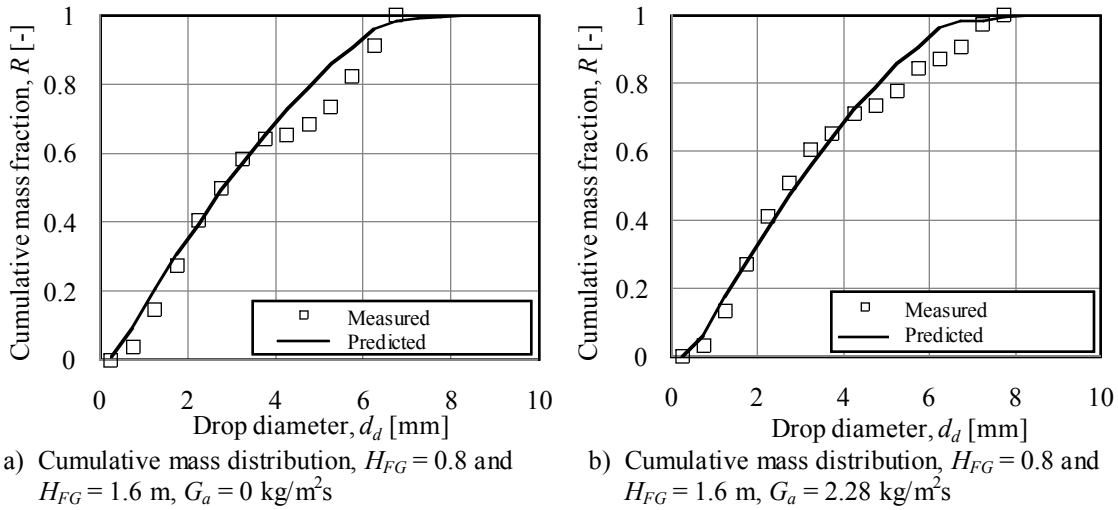 1
0.8
0.6
0.4
0.2
0
Cumulative mass fraction, R [-]
Measured
Predicted
0 2 4 6 8 10
Drop diameter, d_d [mm]
a) Cumulative mass distribution, H_FG = 0.8 and
H_FG = 1.6 m, G_a = 0 kg/m²s
1
0.8
0.6
0.4
0.2
0
Cumulative mass fraction, R [-]
Measured
Predicted
0 2 4 6 8 10
Drop diameter, d_d [mm]
b) Cumulative mass distribution, H_FG = 0.8 and
H_FG = 1.6 m, G_a = 2.28 kg/m²s